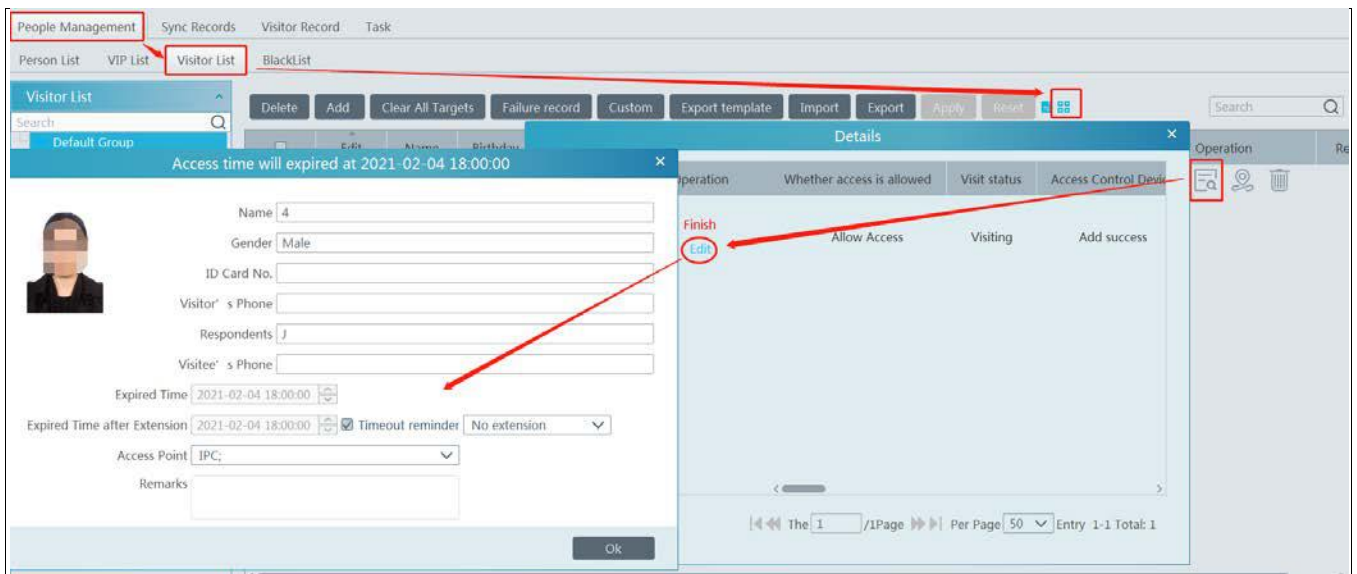 People Management Sync Records Visitor Record Task
Person List VIP List Visitor List BlackList
Visitor List
Delete Add Clear All Targets Failure record Custom Export template Import Export Apply Reset Search
Search
Default Group
Edit Name Birthday
Details
Operation Re
Access time will expired at 2021-02-04 18:00:00
Operation Whether access is allowed Visit status Access Control Devic
Name 4
Finish
Edit Allow Access Visiting Add success
Gender Male
ID Card No.
Visitor' s Phone
Respondents J
Visitee' s Phone
Expired Time 2021-02-04 18:00:00
Expired Time after Extension 2021-02-04 18:00:00 Timeout reminder No extension
Access Point IPC;
Remarks
The 1 /1Page Per Page 50 Entry 1-1 Total: 1
Ok